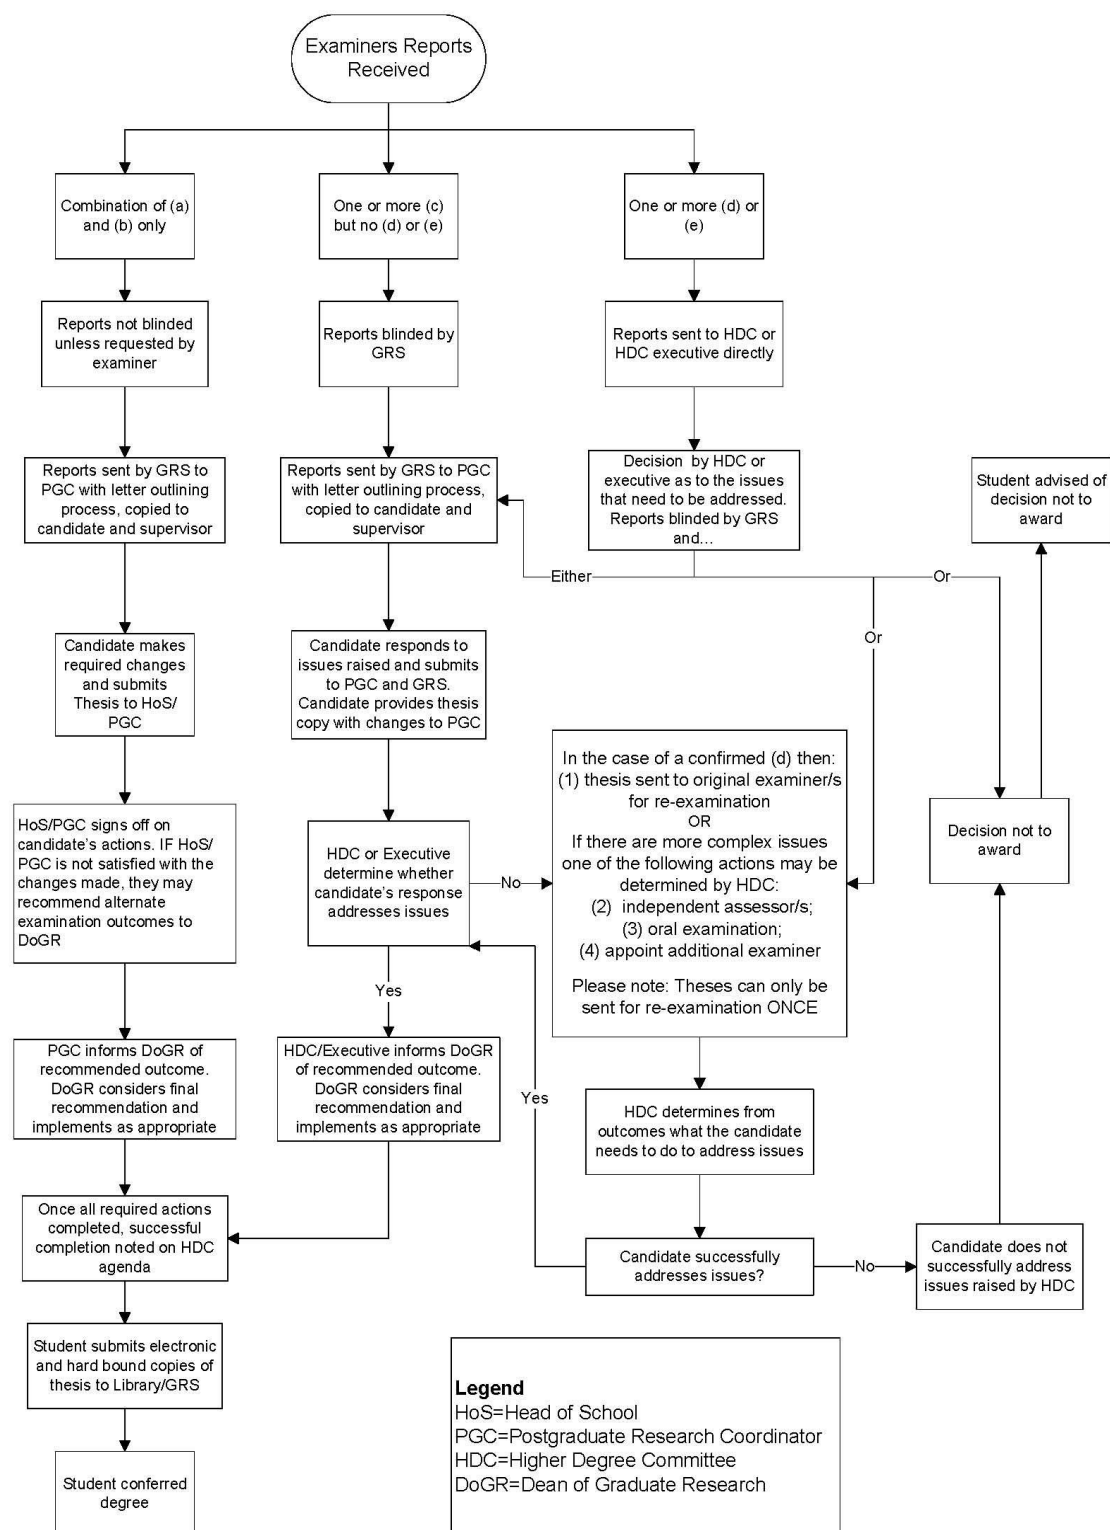 Examiners Reports
Received
Combination of (a)
and (b) only
One or more (c)
but no (d) or (e)
One or more (d) or
(e)
Reports not blinded
unless requested by
examiner
Reports blinded by
GRS
Reports sent to HDC or
HDC executive directly
Reports sent by GRS to
PGC with letter outlining
process, copied to
candidate and supervisor
Reports sent by GRS to PGC
with letter outlining process,
copied to candidate and
supervisor
Decision by HDC or
executive as to the issues
that need to be addressed.
Reports blinded by GRS
and...
Student advised of
decision not to
award
Either
Or
Or
Candidate makes
required changes
and submits
Thesis to HoS/
PGC
Candidate responds to
issues raised and submits
to PGC and GRS.
Candidate provides thesis
copy with changes to PGC
In the case of a confirmed (d) then:
(1) thesis sent to original examiner/s
for re-examination
OR
If there are more complex issues
one of the following actions may be
determined by HDC:
(2) independent assessor/s;
(3) oral examination;
(4) appoint additional examiner
Please note: Theses can only be
sent for re-examination ONCE
Decision not to
award
HoS/PGC signs off on
candidate's actions. IF HoS/
PGC is not satisfied with the
changes made, they may
recommend alternate
examination outcomes to
DoGR
HDC or Executive
determine whether
candidate's response
addresses issues
No
Yes
PGC informs DoGR of
recommended outcome.
DoGR considers final
recommendation and
implements as appropriate
HDC/Executive informs DoGR
of recommended outcome.
DoGR considers final
recommendation and
implements as appropriate
Yes
HDC determines from
outcomes what the candidate
needs to do to address issues
Once all required actions
completed, successful
completion noted on HDC
agenda
Candidate successfully
addresses issues?
No
Candidate does not
successfully address
issues raised by HDC
Student submits electronic
and hard bound copies of
thesis to Library/GRS
Student conferred
degree
Legend
HoS=Head of School
PGC=Postgraduate Research Coordinator
HDC=Higher Degree Committee
DoGR=Dean of Graduate Research